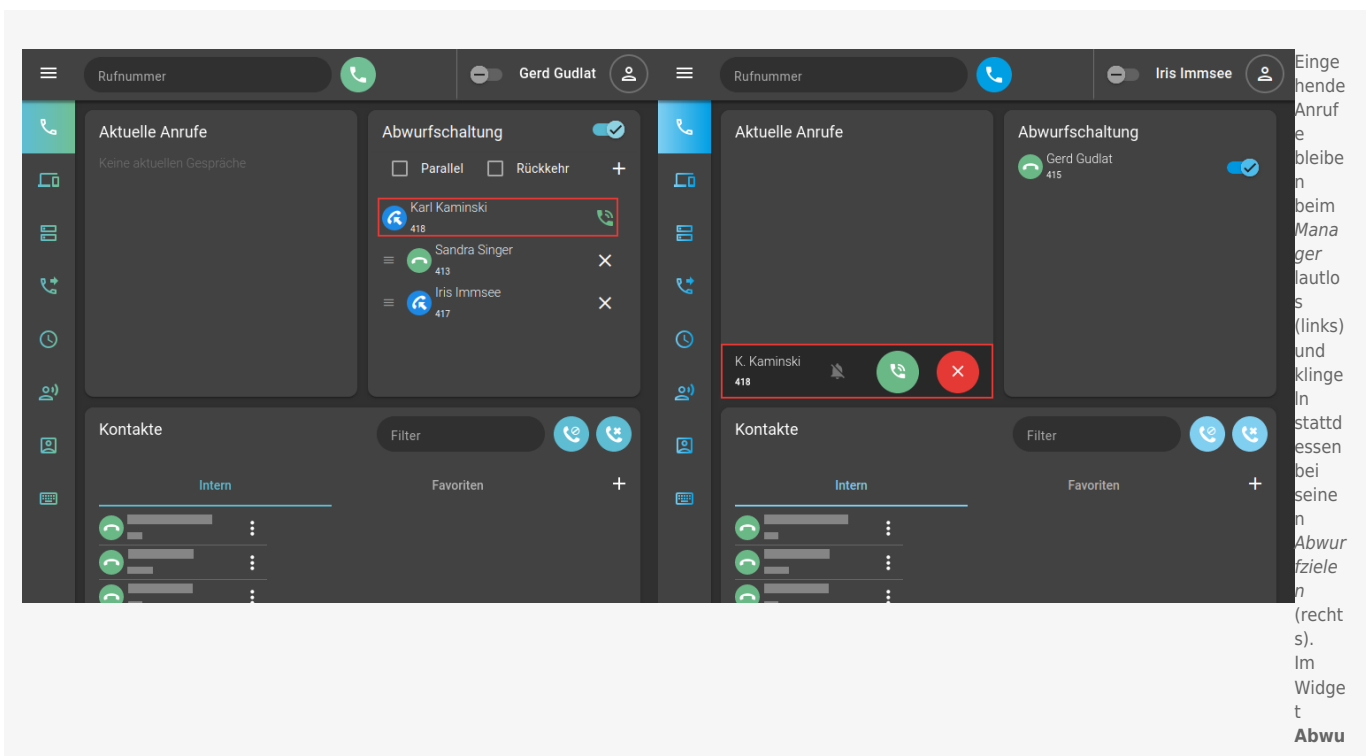 Rufnummer
Gerd Gudlat
Aktuelle Anrufe
Keine aktuellen Gespräche
Abwurfschaltung
Parallel
Rückkehr
Karl Kaminski
418
Sandra Singer
413
Iris Immsee
417
Kontakte
Filter
Intern
Favoriten
Rufnummer
Iris Immsee
Aktuelle Anrufe
K. Kaminski
418
Abwurfschaltung
Gerd Gudlat
415
Kontakte
Filter
Intern
Favoriten
Einge
hende
Anruf
e
bleibe
n
beim
Mana
ger
lautlo
s
(links)
und
klinge
ln
stattd
essen
bei
seine
n
Abwur
fziele
n
(recht
s).
Im
Widge
t
Abwu